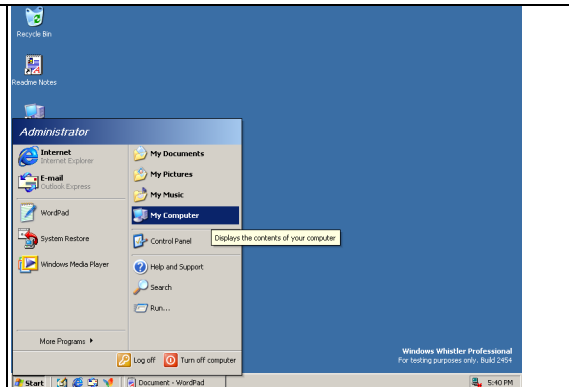 Recycle Bin
Readme Notes
Administrator
Internet
Internet Explorer
E-mail
Outlook Express
WordPad
System Restore
Windows Media Player
More Programs
My Documents
My Pictures
My Music
My Computer
Displays the contents of your computer
Control Panel
Help and Support
Search
Run...
Log off
Turn off computer
Windows Whistler Professional
For testing purposes only. Build 2454
Start
Document - WordPad
5:40 PM